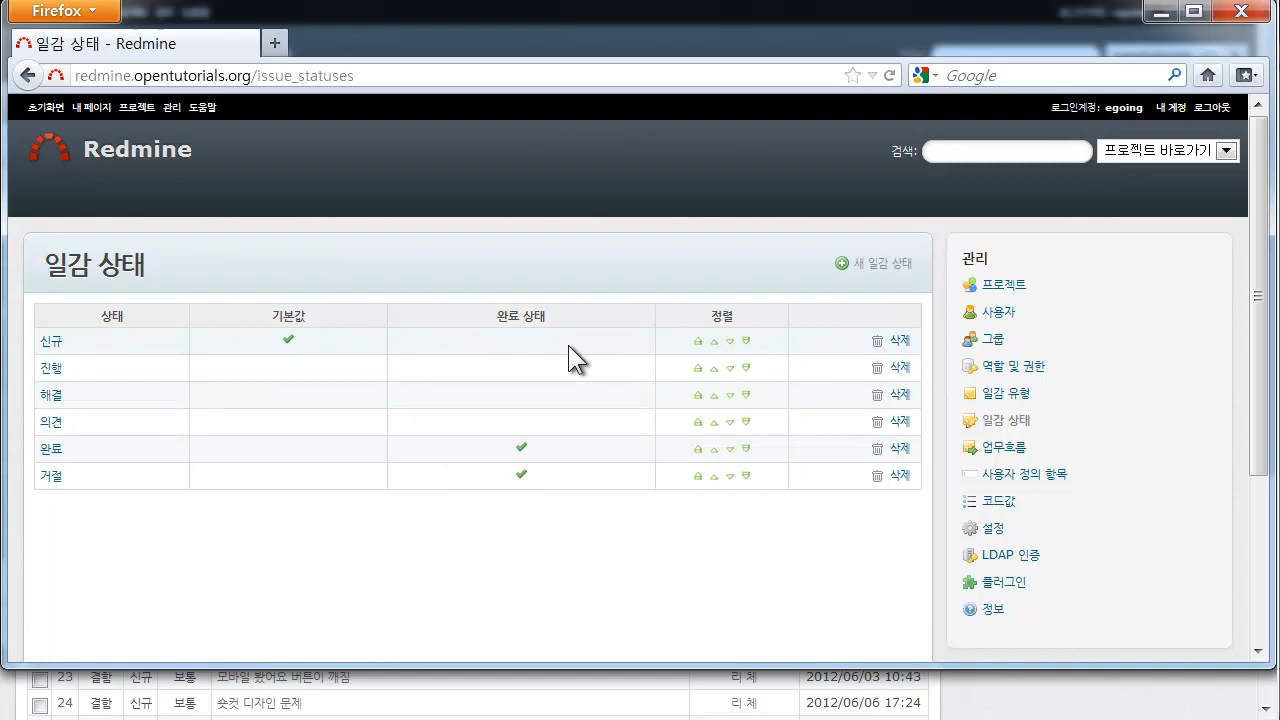 Firefox
일감 상태 - Redmine
redmine.opentutorials.org/issue_statuses
Google
초기화면 내 페이지 프로젝트 관리 도움말
로그인계정: egoing 내 계정 로그아웃
Redmine
검색:
프로젝트 바로가기
일감 상태
새 일감 상태
상태 기본값 완료 상태 정렬
신규 삭제
진행 삭제
해결 삭제
의견 삭제
완료 삭제
거절 삭제
관리
프로젝트
사용자
그룹
역할 및 권한
일감 유형
일감 상태
업무흐름
사용자 정의 항목
코드값
설정
LDAP 인증
플러그인
정보
23 결함 신규 보통 모바일 봤어요 버튼이 깨짐 리 체 2012/06/03 10:43
24 결함 신규 보통 숏컷 디자인 문제 리 체 2012/06/06 17:24